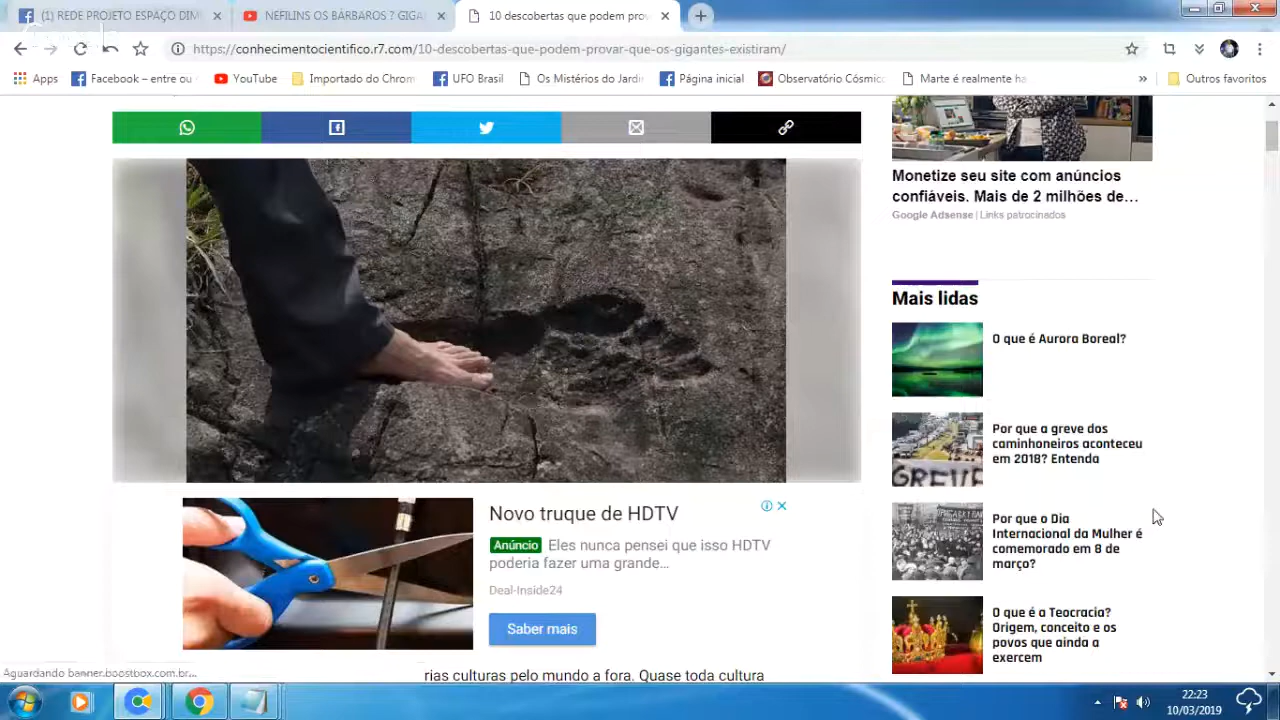 (1) REDE PROJETO ESPAÇO DIM
NEFILINS OS BÁRBAROS ? GIGA
10 descobertas que podem prov
https://conhecimentocientifico.r7.com/10-descobertas-que-podem-provar-que-os-gigantes-existiram/
Apps
Facebook – entre ou
YouTube
Importado do Chrom
UFO Brasil
Os Mistérios do Jardi
Página inicial
Observatório Cósmic
Marte é realmente ha
»
Outros favoritos
Monetize seu site com anúncios
confiáveis. Mais de 2 milhões de…
Google Adsense | Links patrocinados
Mais lidas
O que é Aurora Boreal?
Por que a greve dos
caminhoneiros aconteceu
em 2018? Entenda
GREVE
Por que o Dia
Internacional da Mulher é
comemorado em 8 de
março?
O que é a Teocracia?
Origem, conceito e os
povos que ainda a
exercem
Novo truque de HDTV
Anúncio Eles nunca pensei que isso HDTV
poderia fazer uma grande…
Deal-Inside24
Saber mais
rias culturas pelo mundo a fora. Quase toda cultura
Aguardando banner.boostbox.com.br...
22:23
10/03/2019